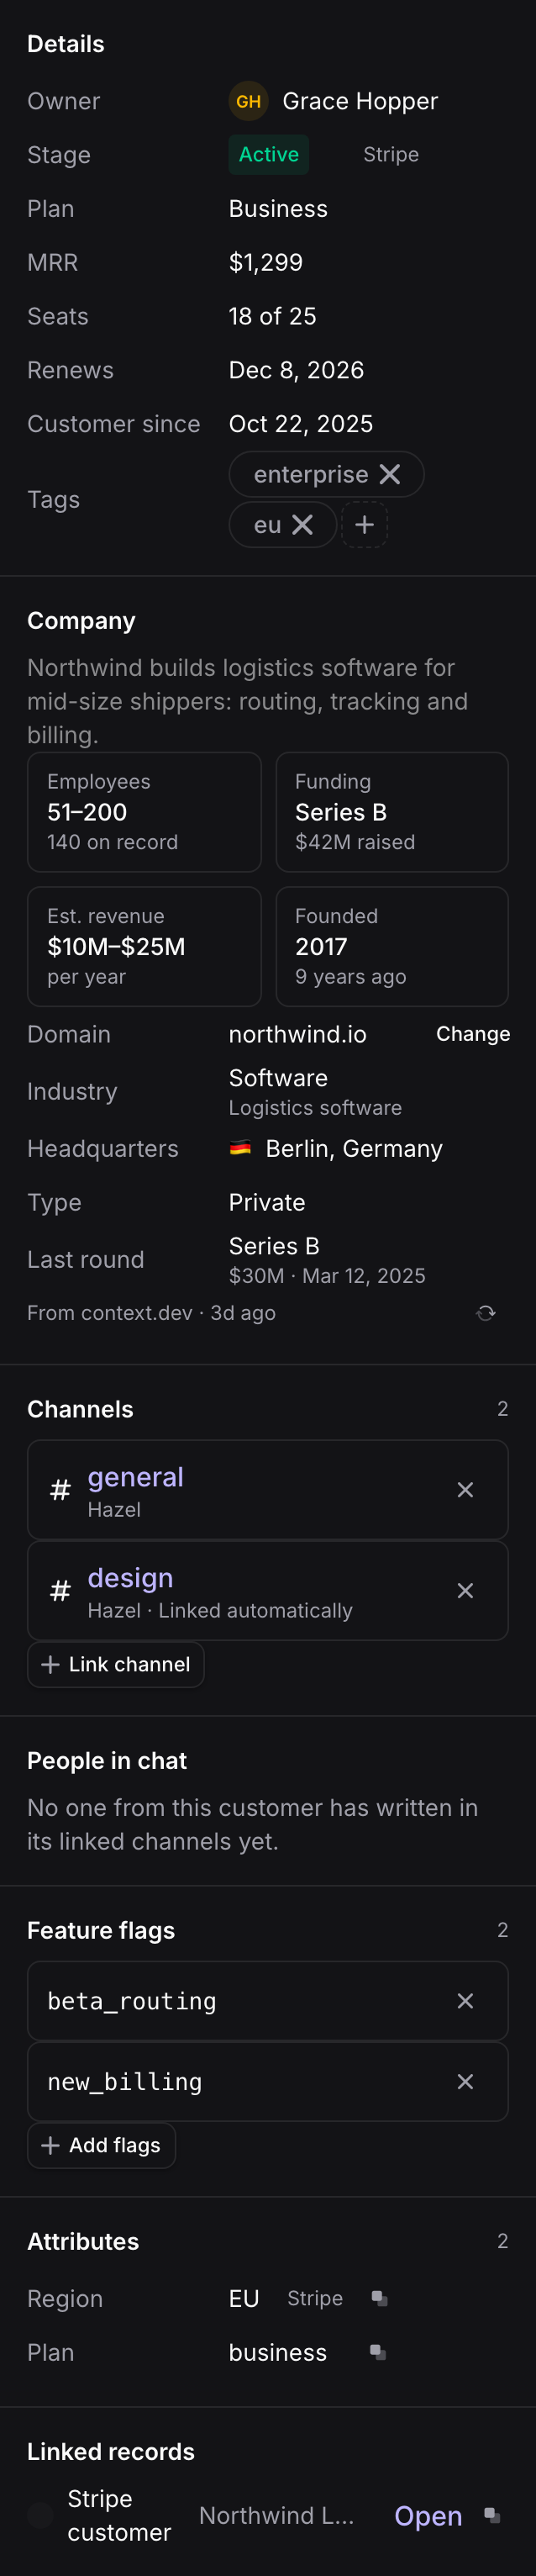 Details
Owner GH Grace Hopper
Stage Active Stripe
Plan Business
MRR $1,299
Seats 18 of 25
Renews Dec 8, 2026
Customer since Oct 22, 2025
Tags enterprise
eu
Company
Northwind builds logistics software for
mid-size shippers: routing, tracking and
billing.
Employees
51–200
140 on record
Funding
Series B
$42M raised
Est. revenue
$10M–$25M
per year
Founded
2017
9 years ago
Domain northwind.io Change
Industry Software
Logistics software
Headquarters 🇩🇪 Berlin, Germany
Type Private
Last round Series B
$30M · Mar 12, 2025
From context.dev · 3d ago
Channels 2
# general
Hazel
# design
Hazel · Linked automatically
+ Link channel
People in chat
No one from this customer has written in
its linked channels yet.
Feature flags 2
beta_routing
new_billing
+ Add flags
Attributes 2
Region EU Stripe
Plan business
Linked records
Stripe
customer Northwind L... Open